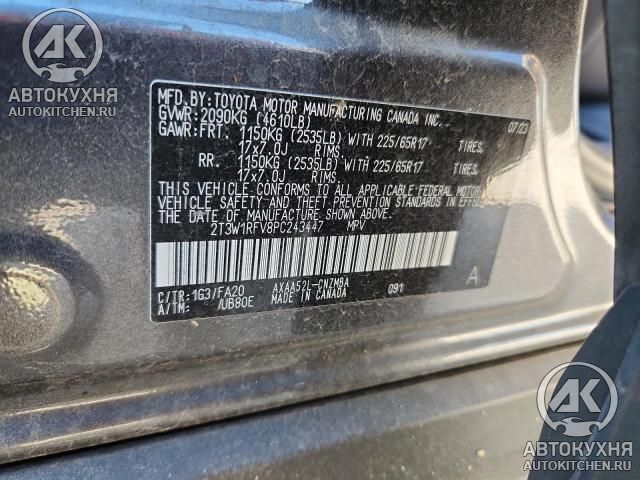 AK
АВТОКУХНЯ
AUTOKITCHEN.RU
MFD. BY: TOYOTA MOTOR MANUFACTURING CANADA INC.
GVWR: 2090KG (4610LB) 07/23
GAWR: FRT. 1150KG (2535LB) WITH 225/65R17 TIRES,
17x7.0J RIMS
RR. 1150KG (2535LB) WITH 225/65R17 TIRES,
17x7.0J RIMS
THIS VEHICLE CONFORMS TO ALL APPLICABLE FEDERAL MOTOR
VEHICLE SAFETY AND THEFT PREVENTION STANDARDS IN EFFECT
ON THE DATE OF MANUFACTURE SHOWN ABOVE.
2T3W1RFV8PC243447 MPV
C/TR: 1G3/FA20 AXAA52L-CNZMBA 091 A
A/TM: /UB80E MADE IN CANADA
AK
АВТОКУХНЯ
AUTOKITCHEN.RU